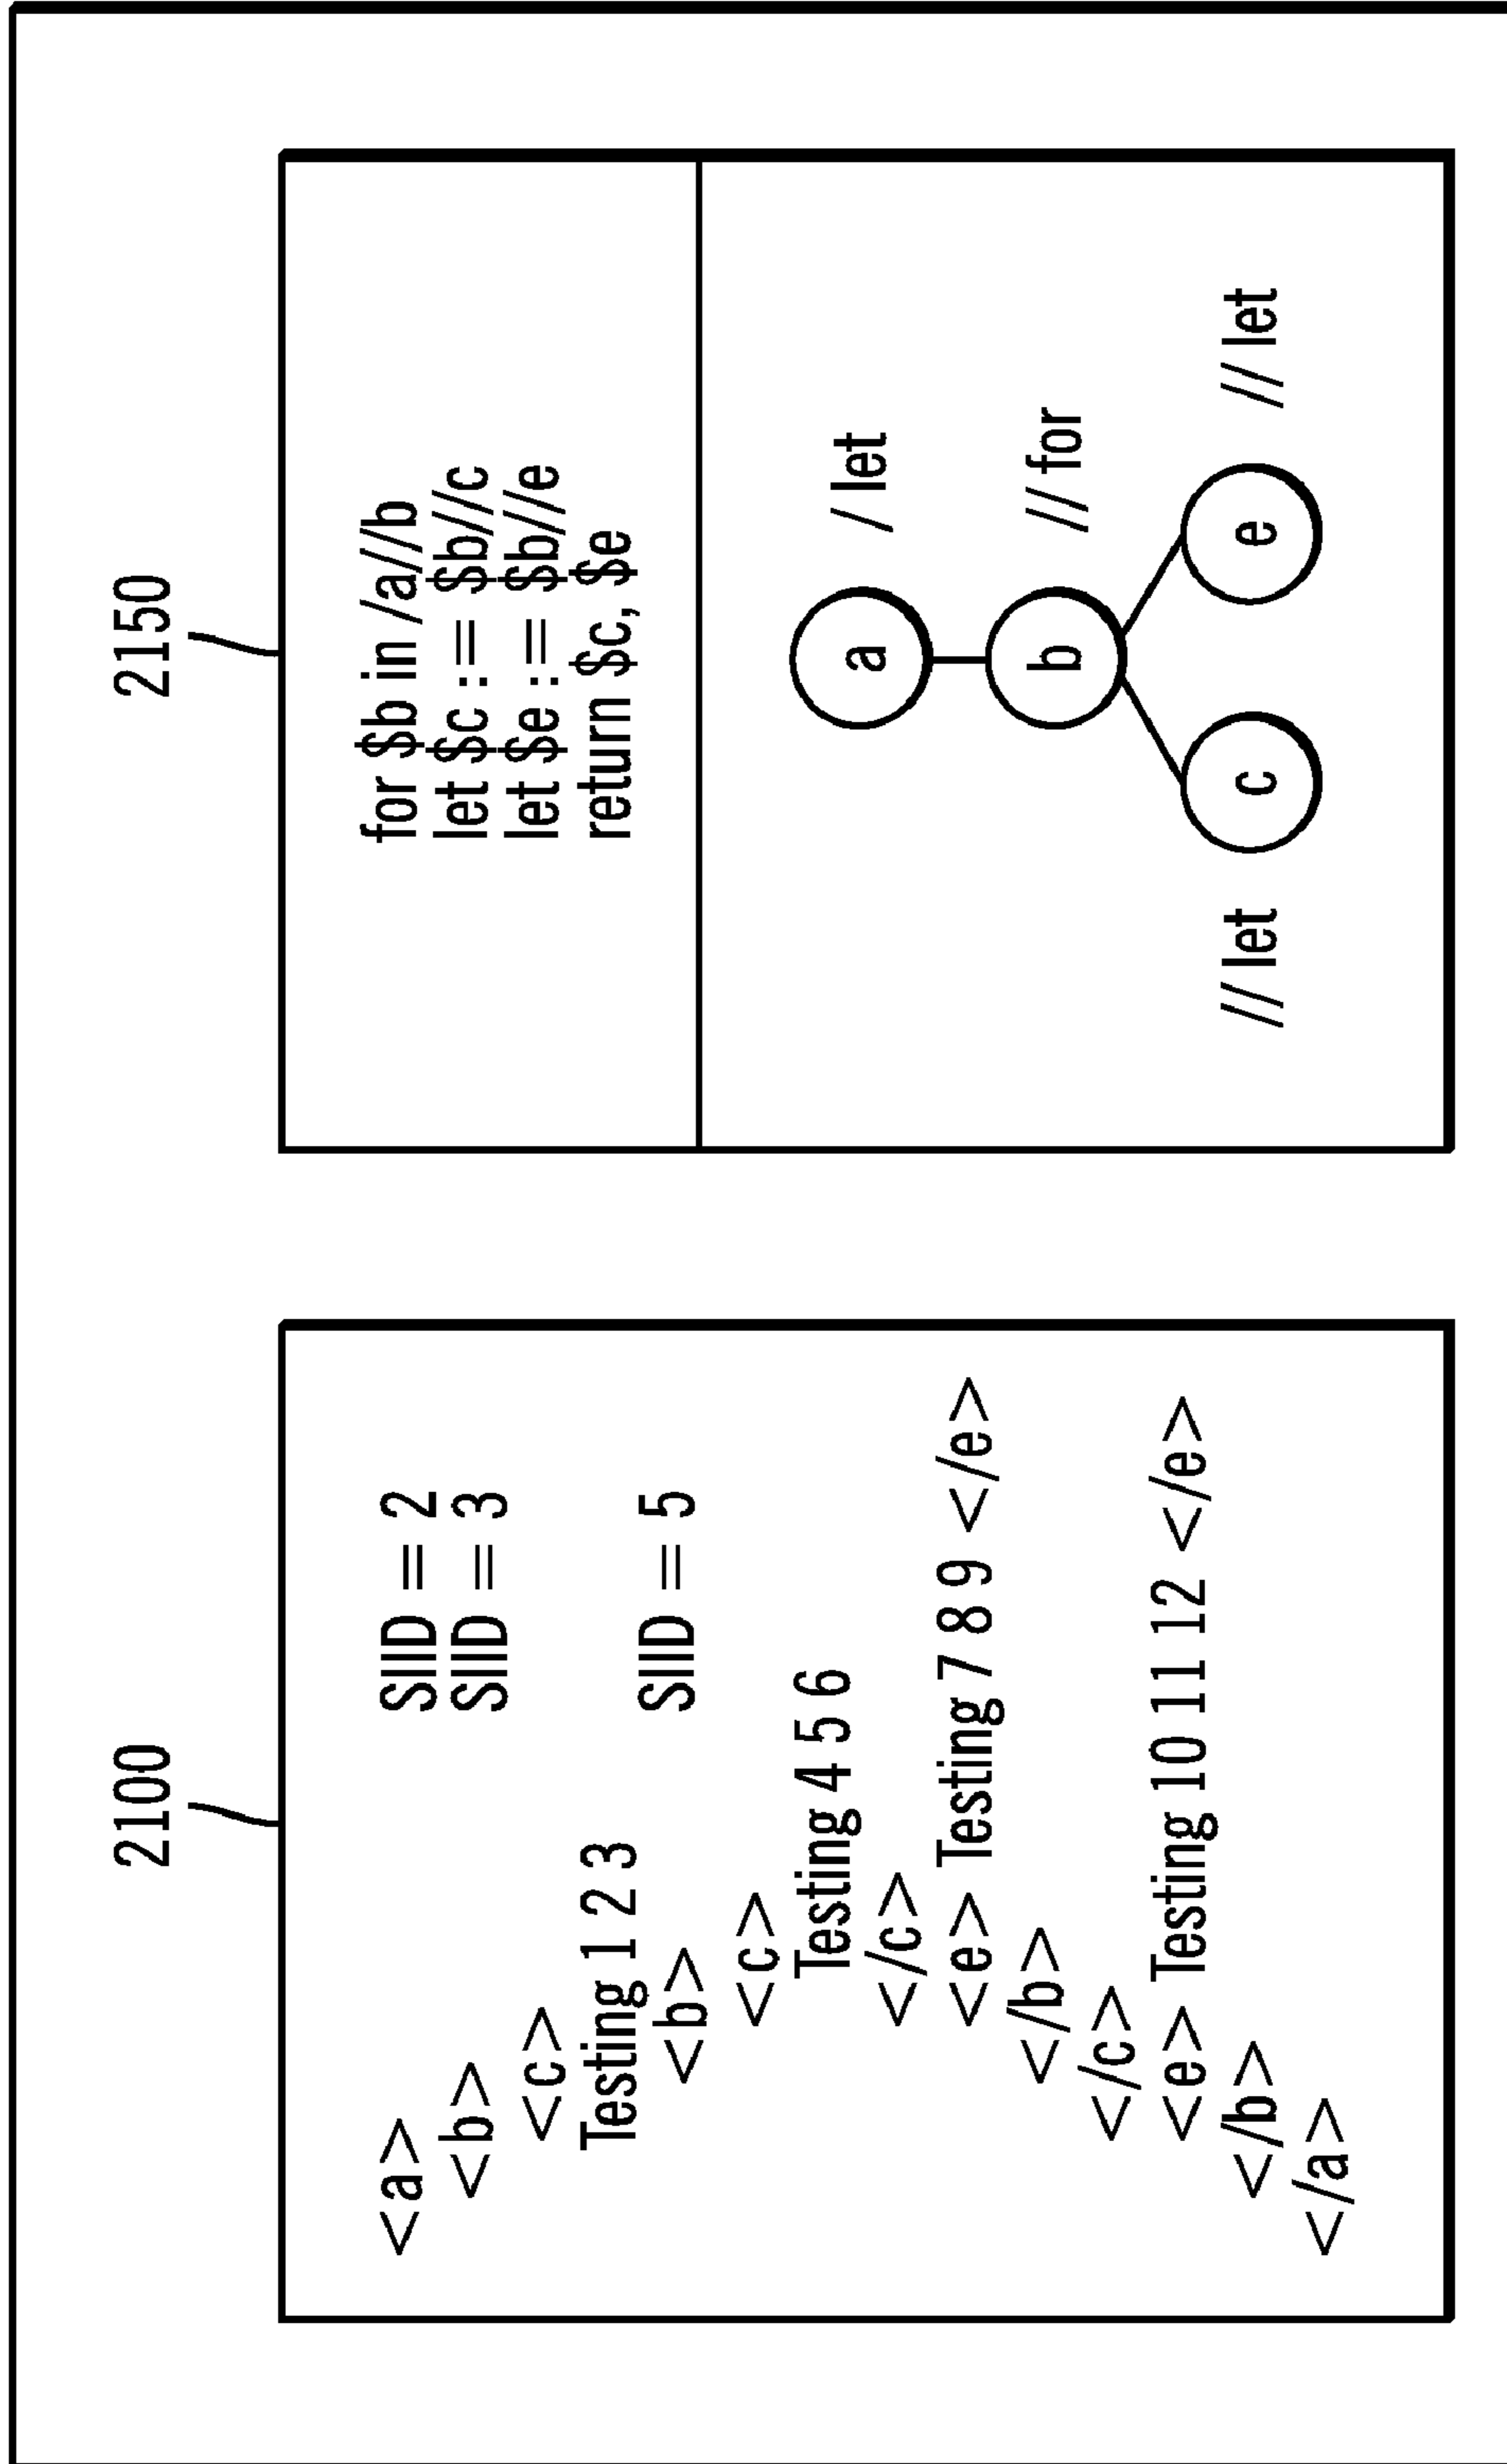 2100
<a> SIID = 2
<b> SIID = 3
<c>
Testing 1 2 3
<b> SIID = 5
<c>
Testing 4 5 6
</c>
<e> Testing 7 8 9 </e>
</b>
</c>
<e> Testing 10 11 12 </e>
</b>
</a>
2150
for $b in /a//b
let $c := $b//c
let $e := $b//e
return $c, $e
a / let
b // for
// let c e // let